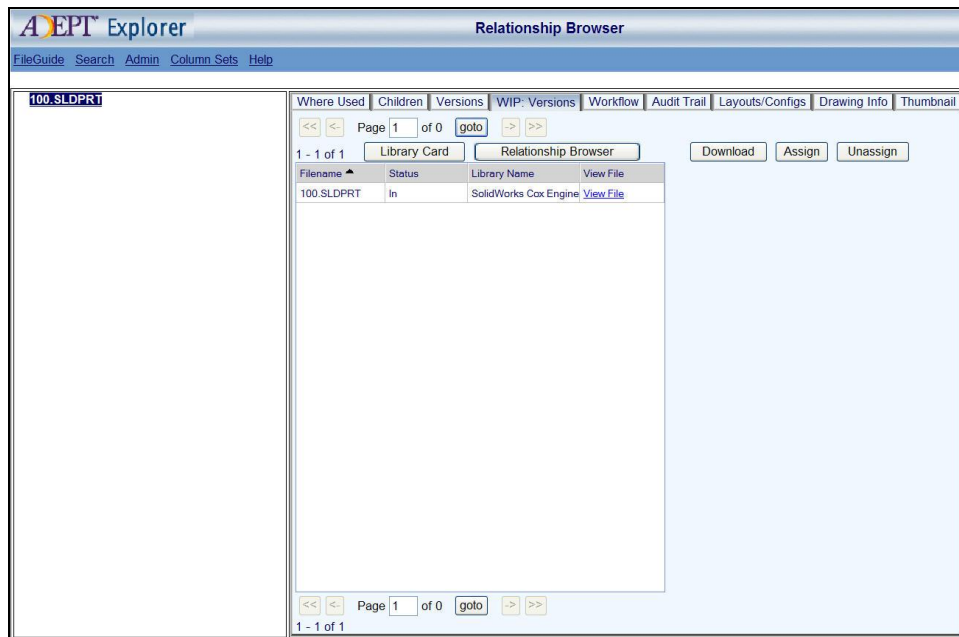 ADEPT Explorer
Relationship Browser
FileGuide Search Admin Column Sets Help
100.SLDPRT
Where Used Children Versions WIP: Versions Workflow Audit Trail Layouts/Configs Drawing Info Thumbnail
<< <- Page 1 of 0 goto -> >>
1 - 1 of 1 Library Card Relationship Browser Download Assign Unassign
Filename Status Library Name View File
100.SLDPRT In SolidWorks Cox Engine View File
<< <- Page 1 of 0 goto -> >>
1 - 1 of 1